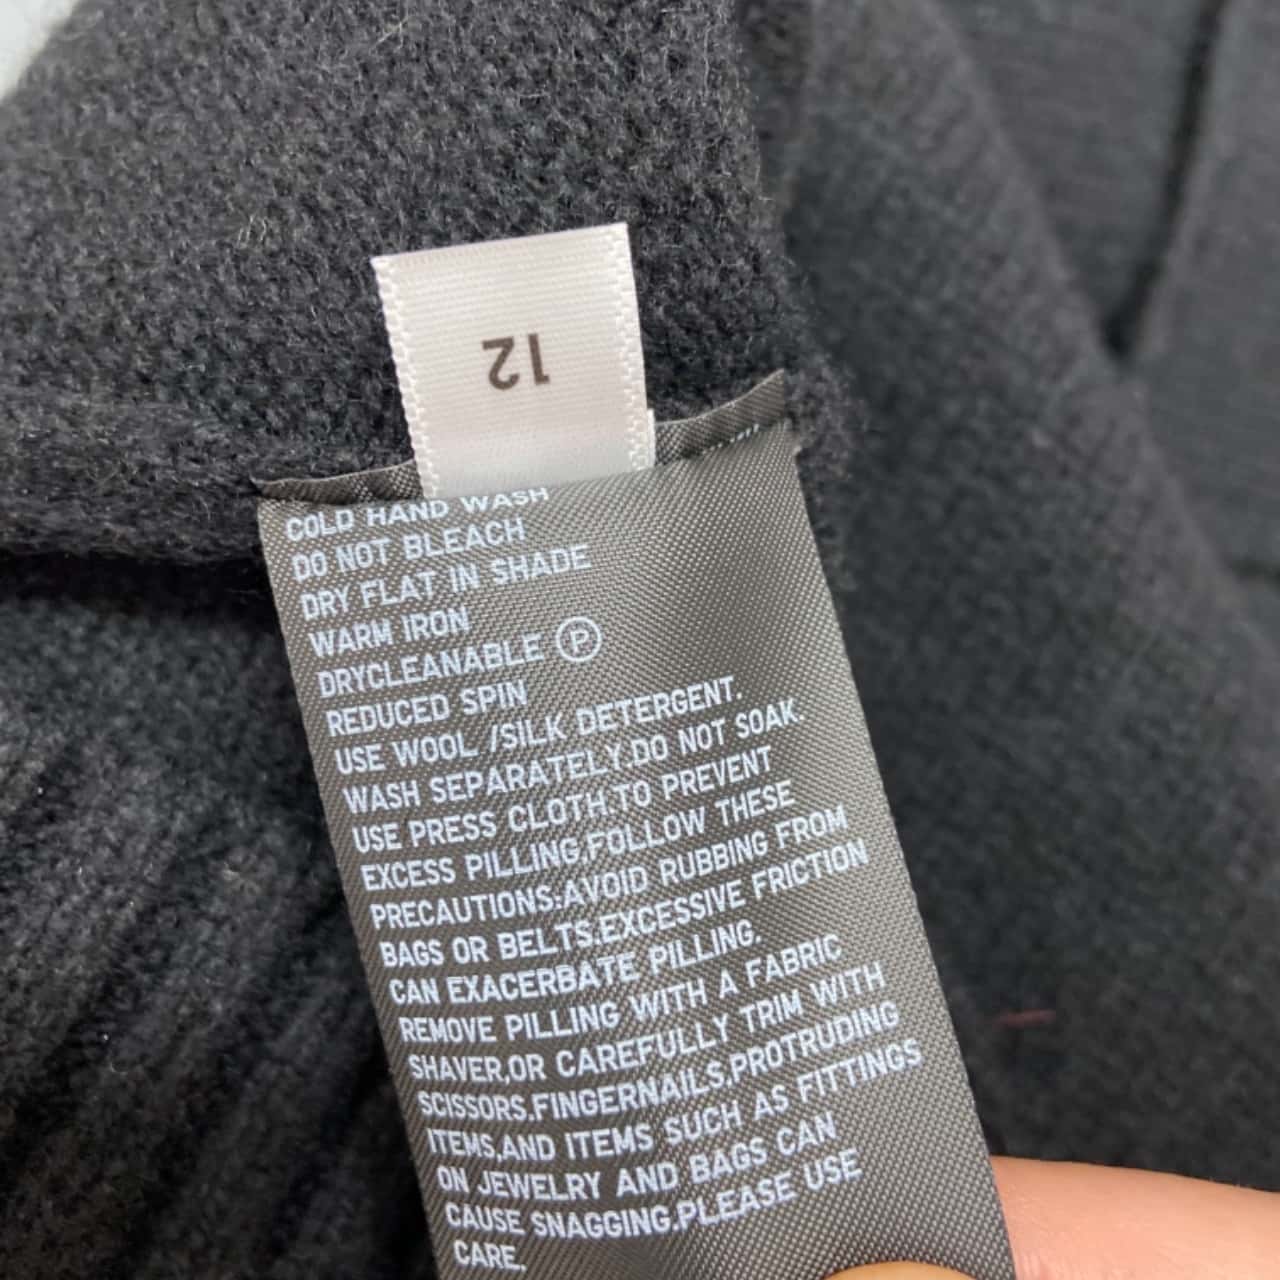 12
COLD HAND WASH
DO NOT BLEACH
DRY FLAT IN SHADE
WARM IRON
DRYCLEANABLE Ⓟ
REDUCED SPIN
USE WOOL /SILK DETERGENT.
WASH SEPARATELY.DO NOT SOAK.
USE PRESS CLOTH.TO PREVENT
EXCESS PILLING,FOLLOW THESE
PRECAUTIONS:AVOID RUBBING FROM
BAGS OR BELTS.EXCESSIVE FRICTION
CAN EXACERBATE PILLING.
REMOVE PILLING WITH A FABRIC
SHAVER,OR CAREFULLY TRIM WITH
SCISSORS.FINGERNAILS,PROTRUDING
ITEMS,AND ITEMS SUCH AS FITTINGS
ON JEWELRY AND BAGS CAN
CAUSE SNAGGING.PLEASE USE
CARE.